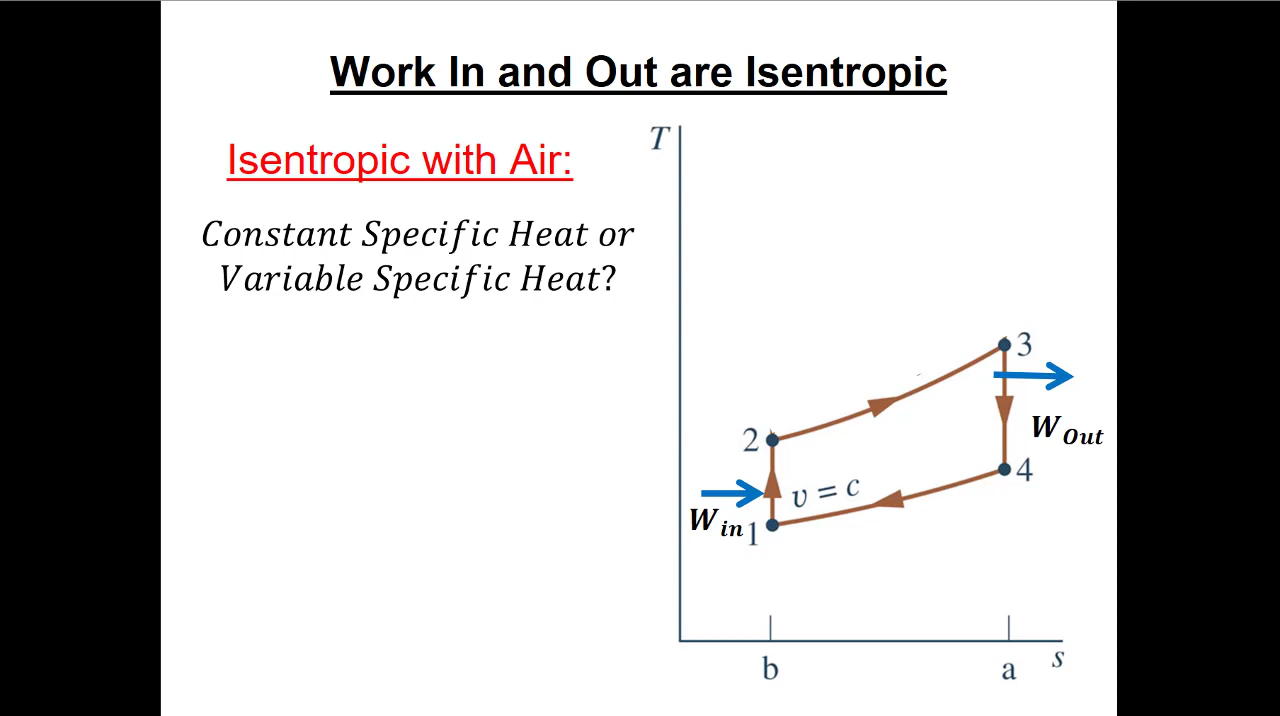 Work In and Out are Isentropic
Isentropic with Air:
Constant Specific Heat or
Variable Specific Heat?
T
3
W_Out
2
4
v = c
W_in
1
b
a
s